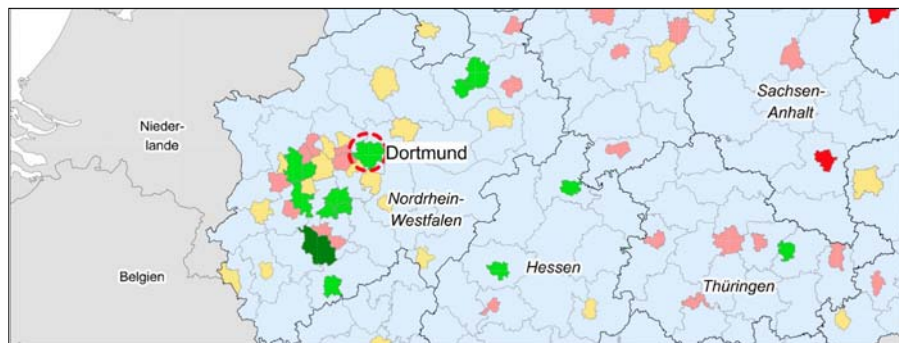 Sachsen-
Anhalt
Nieder-
lande
Dortmund
Nordrhein-
Westfalen
Belgien
Hessen
Thüringen